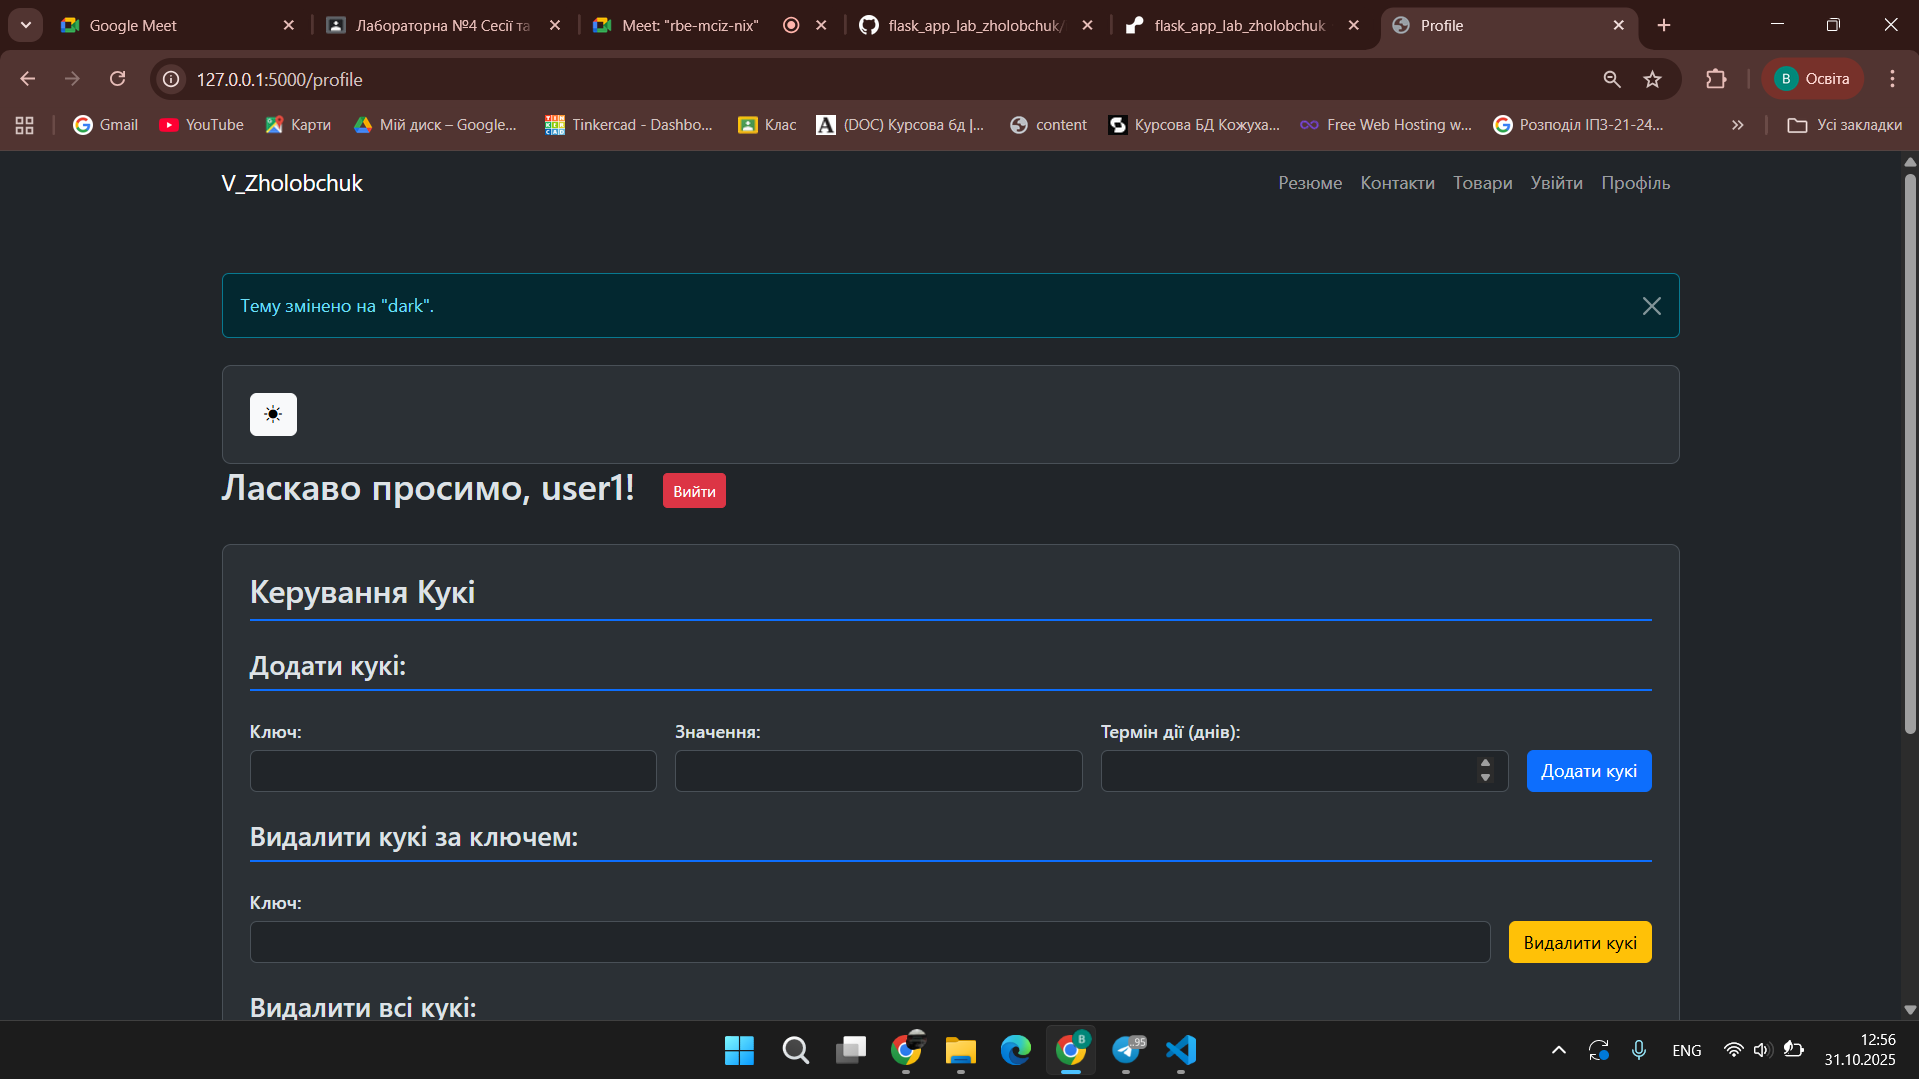 Google Meet
Лабораторна №4 Сесії та
Meet: "rbe-mciz-nix"
flask_app_lab_zholobchuk/
flask_app_lab_zholobchuk
Profile
127.0.0.1:5000/profile
В
Освіта
Gmail
YouTube
Карти
Мій диск – Google...
Tinkercad - Dashbo...
Клас
(DOC) Курсова бд |...
content
Курсова БД Кожуха...
Free Web Hosting w...
Розподіл ІПЗ-21-24...
Усі закладки
V_Zholobchuk
Резюме
Контакти
Товари
Увійти
Профіль
Тему змінено на "dark".
Ласкаво просимо, user1!
Вийти
Керування Кукі
Додати кукі:
Ключ:
Значення:
Термін дії (днів):
Додати кукі
Видалити кукі за ключем:
Ключ:
Видалити кукі
Видалити всі кукі:
В
95
ENG
12:56
31.10.2025